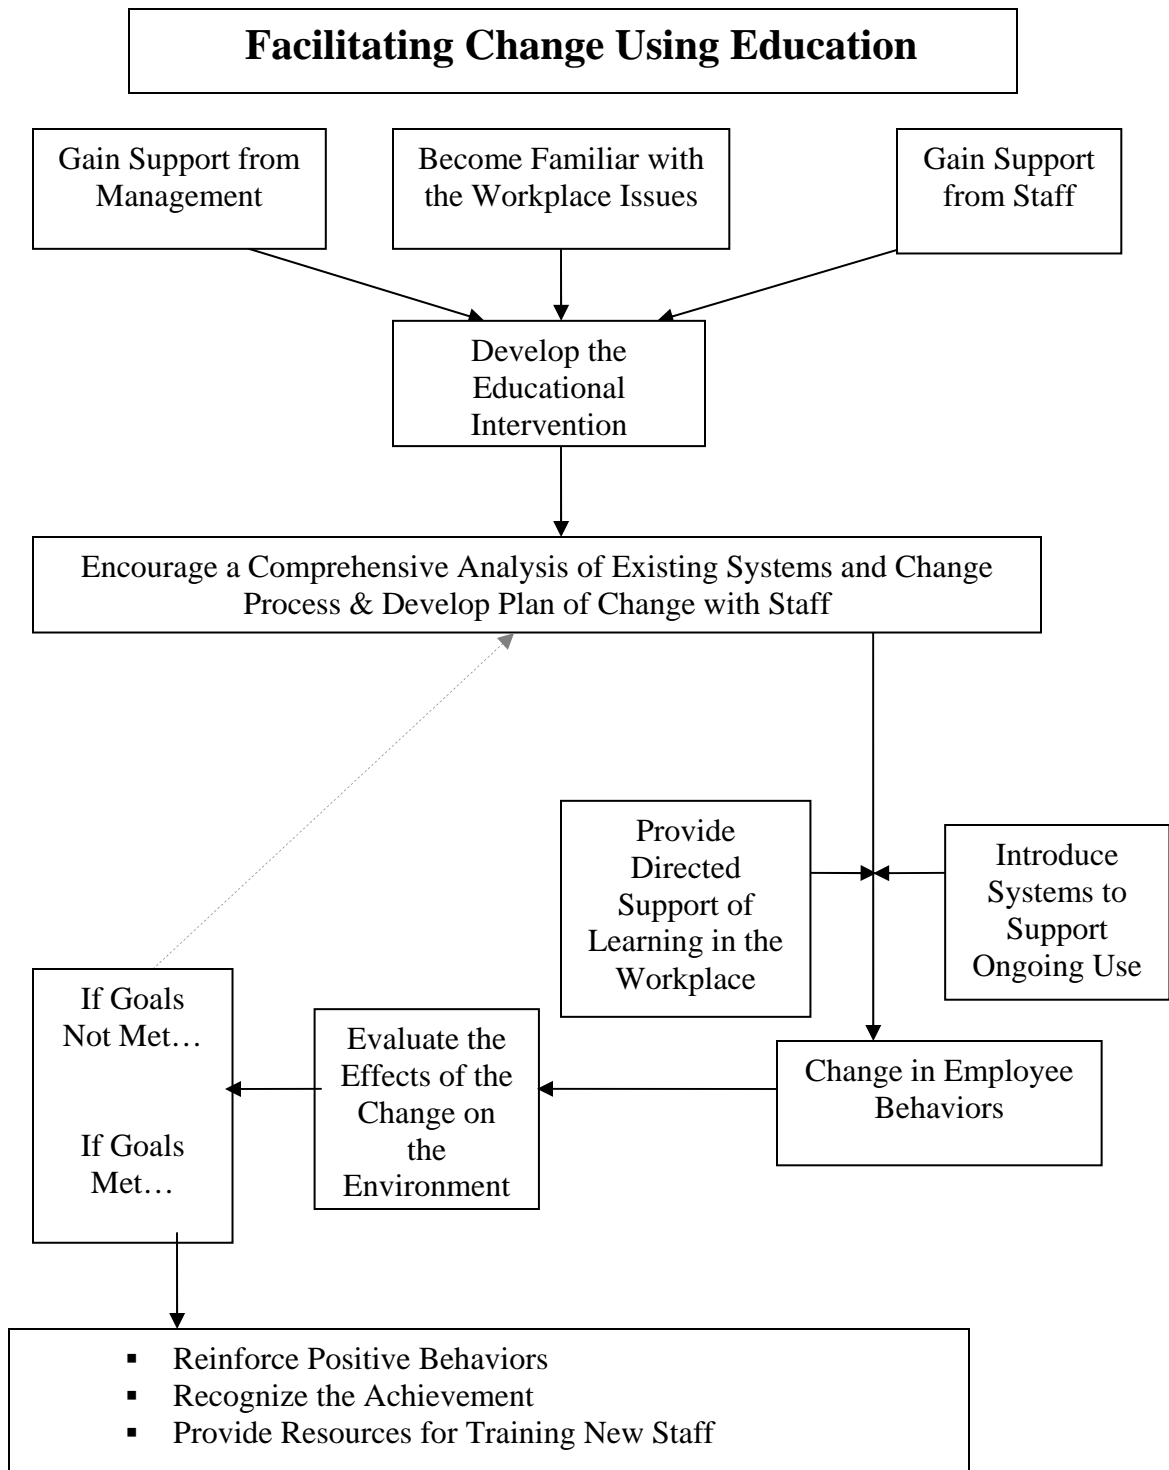 Facilitating Change Using Education
Gain Support from
Management
Become Familiar with
the Workplace Issues
Gain Support
from Staff
Develop the
Educational
Intervention
Encourage a Comprehensive Analysis of Existing Systems and Change
Process & Develop Plan of Change with Staff
Provide
Directed
Support of
Learning in the
Workplace
Introduce
Systems to
Support
Ongoing Use
Change in Employee
Behaviors
Evaluate the
Effects of the
Change on
the
Environment
If Goals
Not Met…
If Goals
Met…
▪ Reinforce Positive Behaviors
▪ Recognize the Achievement
▪ Provide Resources for Training New Staff